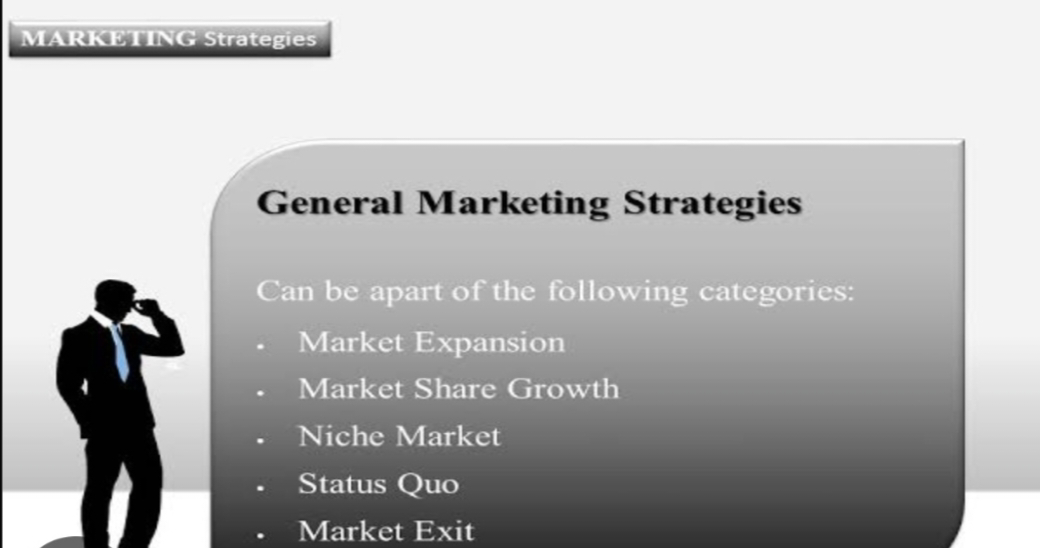 MARKETING Strategies
General Marketing Strategies
Can be apart of the following categories:
• Market Expansion
• Market Share Growth
• Niche Market
• Status Quo
• Market Exit